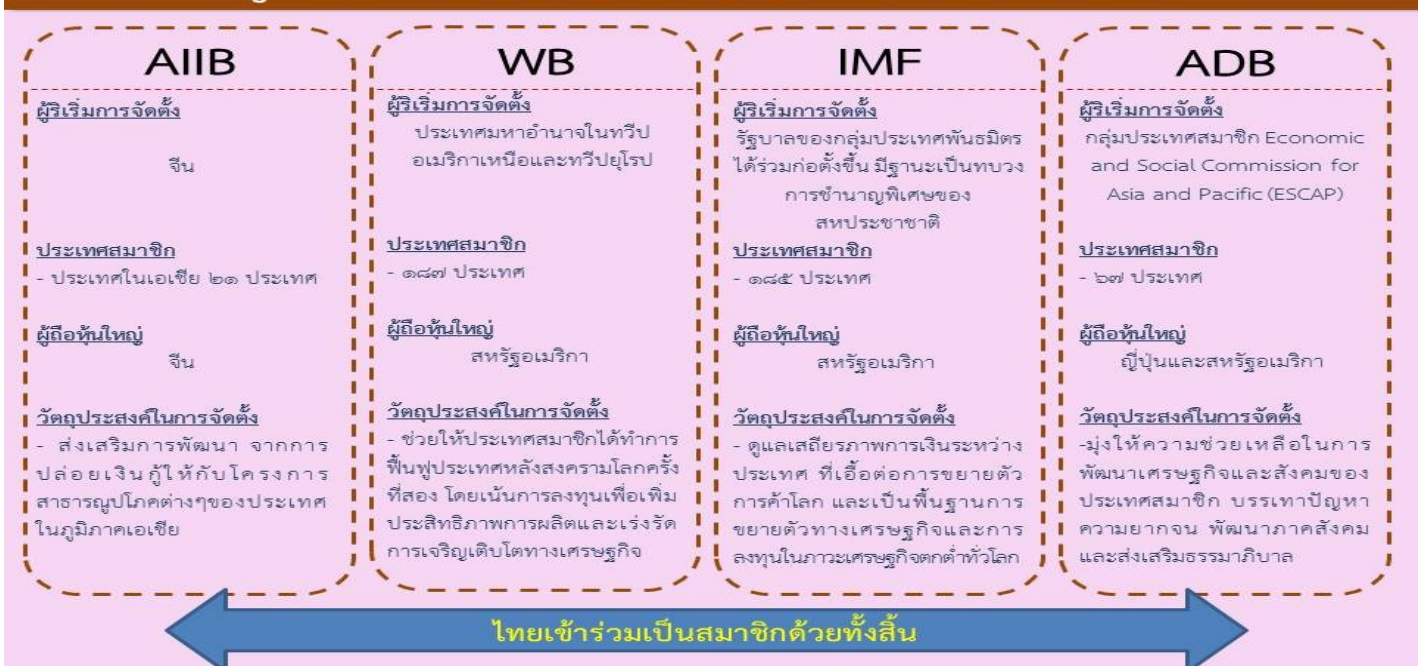 AIIB
ผู้ริเริ่มการจัดตั้ง
จีน
ประเทศสมาชิก
- ประเทศในเอเชีย ๒๑ ประเทศ
ผู้ถือหุ้นใหญ่
จีน
วัตถุประสงค์ในการจัดตั้ง
- ส่งเสริมการพัฒนา จากการ
ปล่อยเงินกู้ให้กับโครงการ
สาธารณูปโภคต่างๆของประเทศ
ในภูมิภาคเอเชีย
WB
ผู้ริเริ่มการจัดตั้ง
ประเทศมหาอำนาจในทวีป
อเมริกาเหนือและทวีปยุโรป
ประเทศสมาชิก
- ๑๘๗ ประเทศ
ผู้ถือหุ้นใหญ่
สหรัฐอเมริกา
วัตถุประสงค์ในการจัดตั้ง
- ช่วยให้ประเทศสมาชิกได้ทำการ
ฟื้นฟูประเทศหลังสงครามโลกครั้ง
ที่สอง โดยเน้นการลงทุนเพื่อเพิ่ม
ประสิทธิภาพการผลิตและเร่งรัด
การเจริญเติบโตทางเศรษฐกิจ
IMF
ผู้ริเริ่มการจัดตั้ง
รัฐบาลของกลุ่มประเทศพันธมิตร
ได้ร่วมก่อตั้งขึ้น มีฐานะเป็นทบวง
การชำนาญพิเศษของ
สหประชาชาติ
ประเทศสมาชิก
- ๑๘๕ ประเทศ
ผู้ถือหุ้นใหญ่
สหรัฐอเมริกา
วัตถุประสงค์ในการจัดตั้ง
- ดูแลเสถียรภาพการเงินระหว่าง
ประเทศ ที่เอื้อต่อการขยายตัว
การค้าโลก และเป็นพื้นฐานการ
ขยายตัวทางเศรษฐกิจและการ
ลงทุนในภาวะเศรษฐกิจตกต่ำทั่วโลก
ADB
ผู้ริเริ่มการจัดตั้ง
กลุ่มประเทศสมาชิก Economic
and Social Commission for
Asia and Pacific (ESCAP)
ประเทศสมาชิก
- ๖๗ ประเทศ
ผู้ถือหุ้นใหญ่
ญี่ปุ่นและสหรัฐอเมริกา
วัตถุประสงค์ในการจัดตั้ง
-มุ่งให้ความช่วยเหลือในการ
พัฒนาเศรษฐกิจและสังคมของ
ประเทศสมาชิก บรรเทาปัญหา
ความยากจน พัฒนาภาคสังคม
และส่งเสริมธรรมาภิบาล
ไทยเข้าร่วมเป็นสมาชิกด้วยทั้งสิ้น